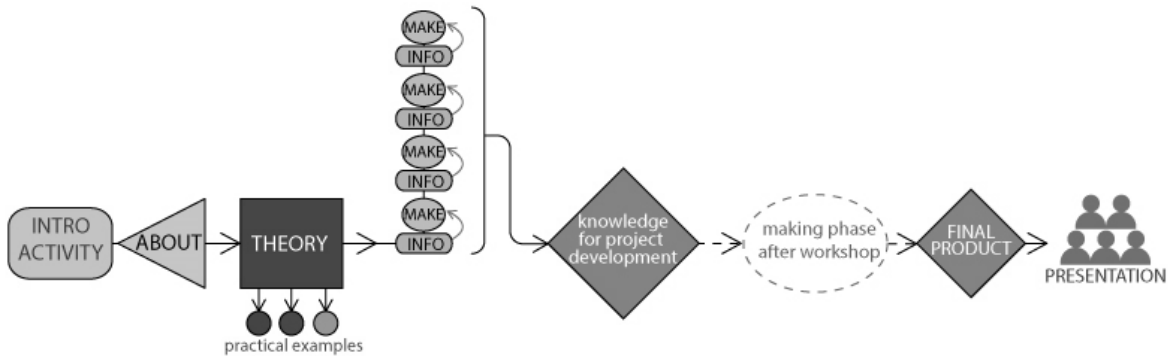 INTRO
ACTIVITY
ABOUT
THEORY
practical examples
MAKE
INFO
MAKE
INFO
MAKE
INFO
MAKE
INFO
knowledge
for project
development
making phase
after workshop
FINAL
PRODUCT
PRESENTATION